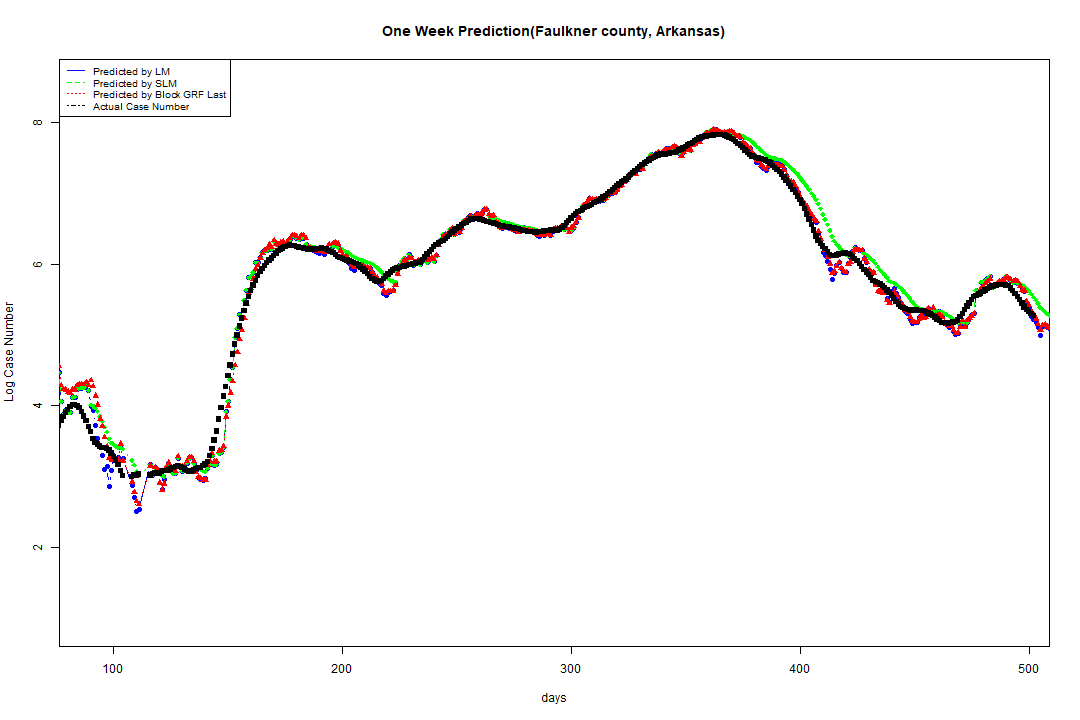 One Week Prediction(Faulkner county, Arkansas)
Predicted by LM
Predicted by SLM
Predicted by Block GRF Last
Actual Case Number
Log Case Number
8
6
4
2
100 200 300 400 500
days